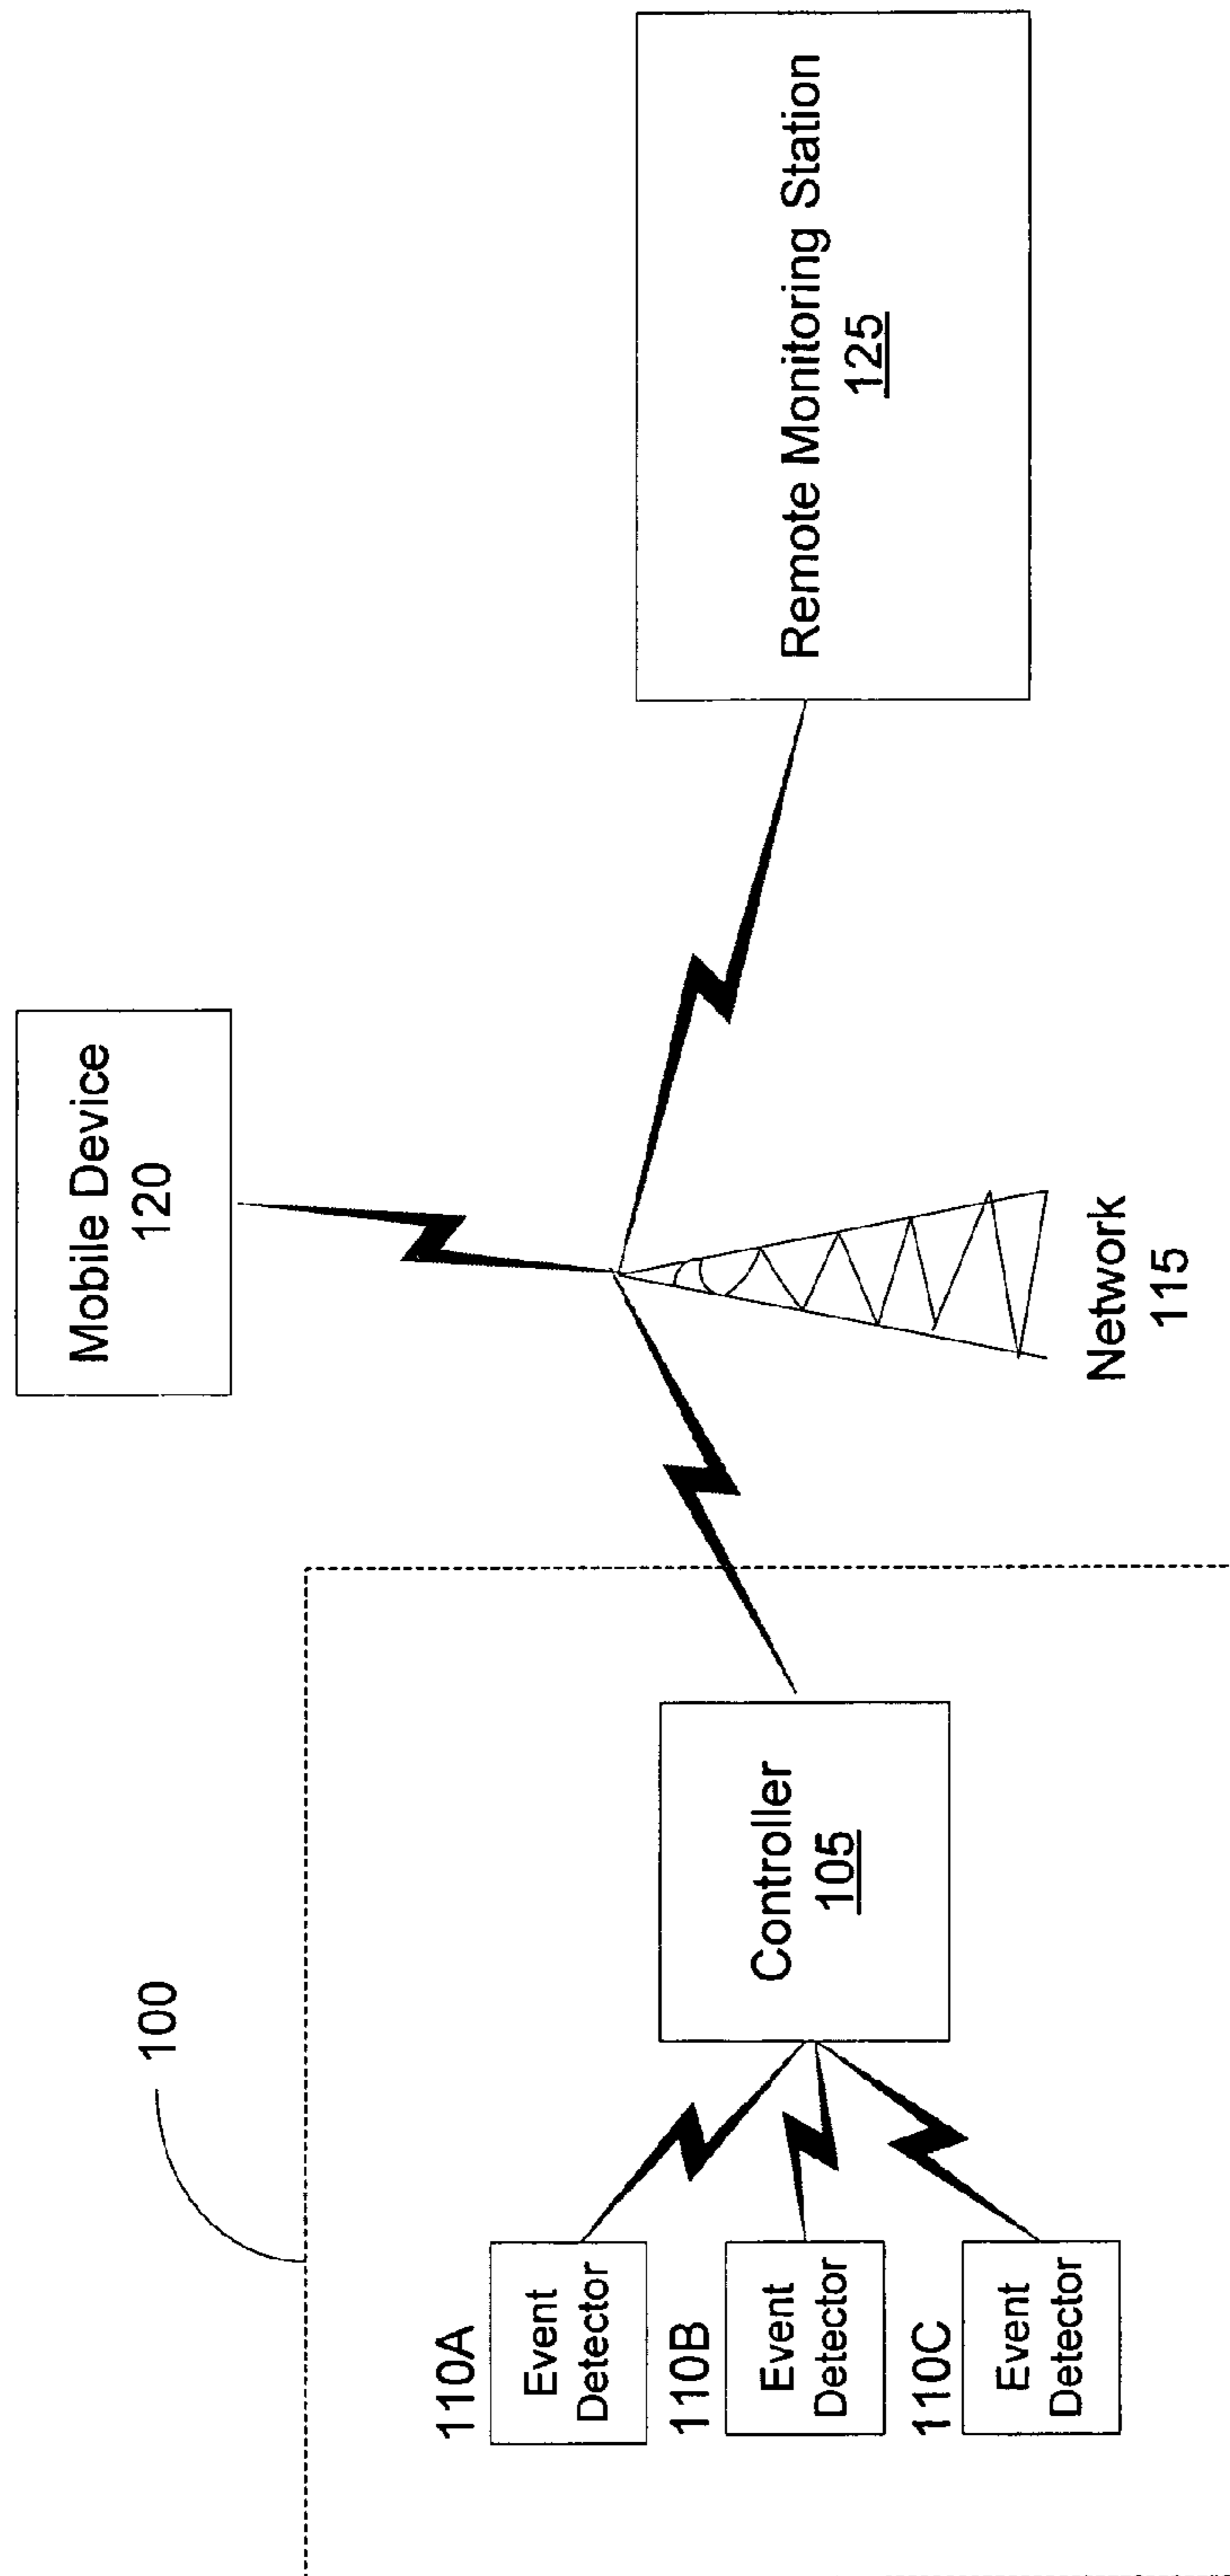 100
110A
Event
Detector
110B
Event
Detector
110C
Event
Detector
Controller
105
Mobile Device
120
Network
115
Remote Monitoring Station
125